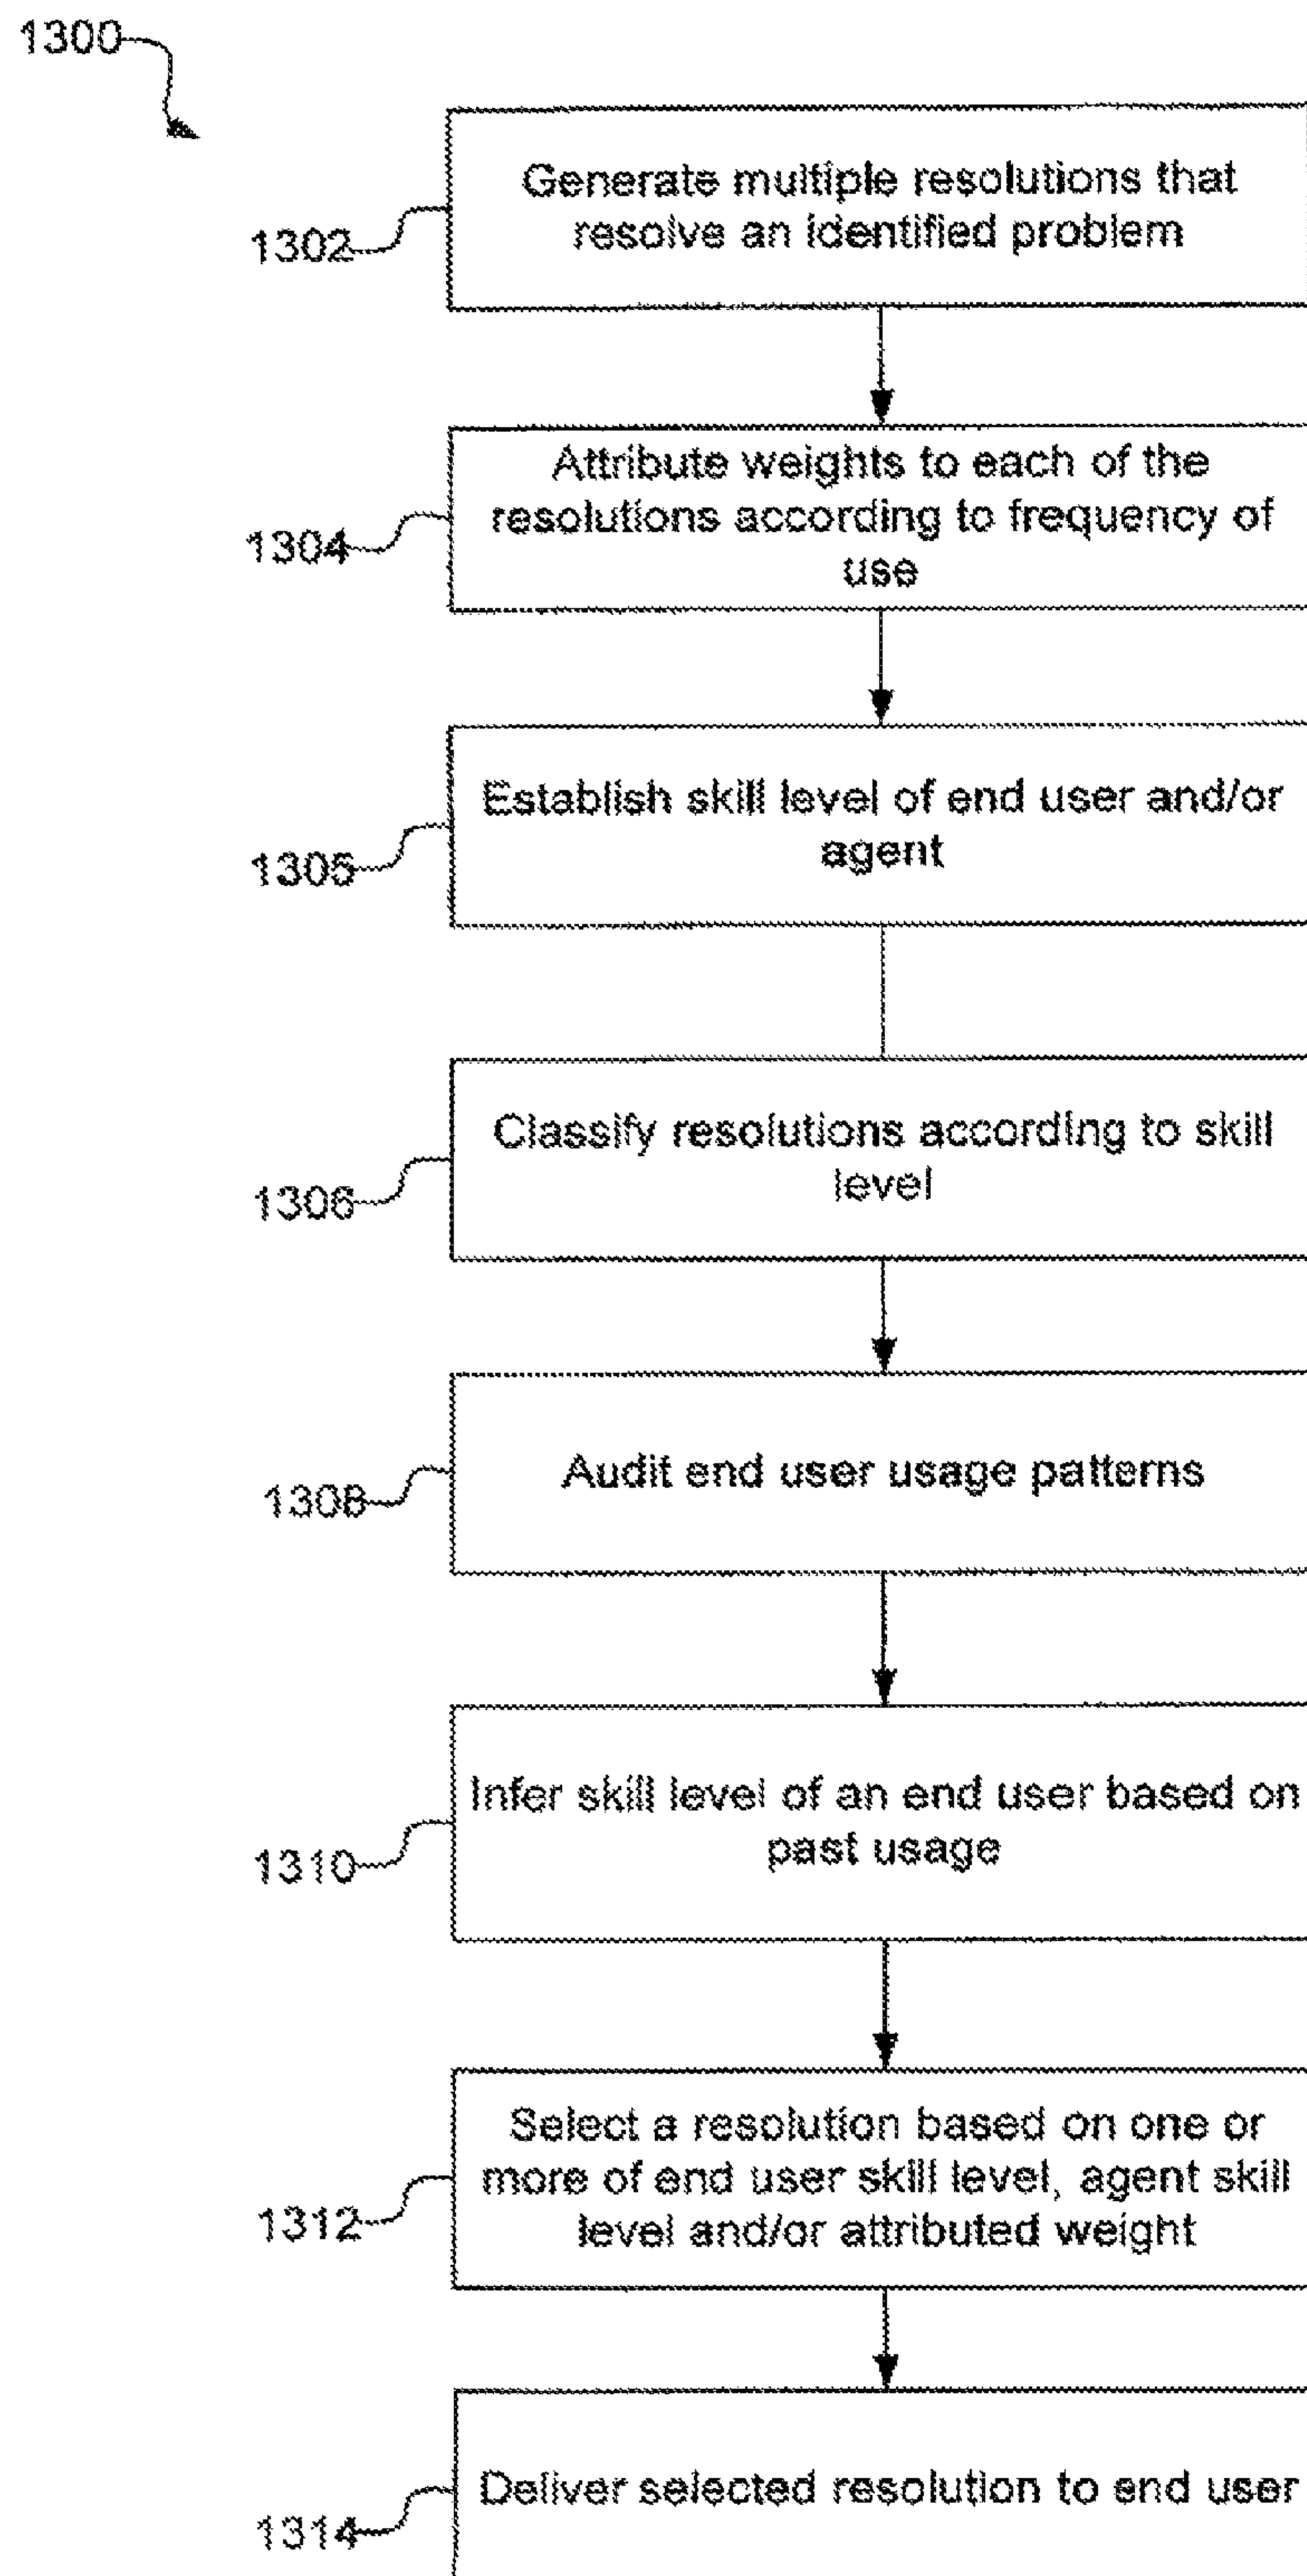 1300
Generate multiple resolutions that
resolve an identified problem
1302
Attribute weights to each of the
resolutions according to frequency of
use
1304
Establish skill level of end user and/or
agent
1305
Classify resolutions according to skill
level
1306
Audit end user usage patterns
1308
Infer skill level of an end user based on
past usage
1310
Select a resolution based on one or
more of end user skill level, agent skill
level and/or attributed weight
1312
Deliver selected resolution to end user
1314